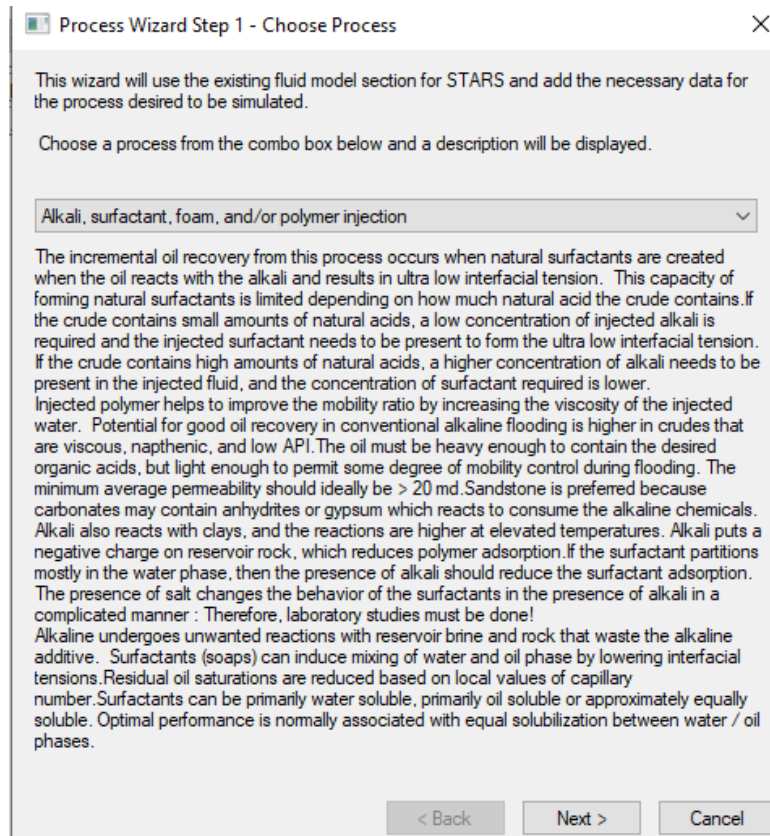 Process Wizard Step 1 - Choose Process
This wizard will use the existing fluid model section for STARS and add the necessary data for
the process desired to be simulated.
Choose a process from the combo box below and a description will be displayed.
Alkali, surfactant, foam, and/or polymer injection
The incremental oil recovery from this process occurs when natural surfactants are created
when the oil reacts with the alkali and results in ultra low interfacial tension.  This capacity of
forming natural surfactants is limited depending on how much natural acid the crude contains.If
the crude contains small amounts of natural acids, a low concentration of injected alkali is
required and the injected surfactant needs to be present to form the ultra low interfacial tension.
If the crude contains high amounts of natural acids, a higher concentration of alkali needs to be
present in the injected fluid, and the concentration of surfactant required is lower.
Injected polymer helps to improve the mobility ratio by increasing the viscosity of the injected
water.  Potential for good oil recovery in conventional alkaline flooding is higher in crudes that
are viscous, napthenic, and low API.The oil must be heavy enough to contain the desired
organic acids, but light enough to permit some degree of mobility control during flooding. The
minimum average permeability should ideally be > 20 md.Sandstone is preferred because
carbonates may contain anhydrites or gypsum which reacts to consume the alkaline chemicals.
Alkali also reacts with clays, and the reactions are higher at elevated temperatures. Alkali puts a
negative charge on reservoir rock, which reduces polymer adsorption.If the surfactant partitions
mostly in the water phase, then the presence of alkali should reduce the surfactant adsorption.
The presence of salt changes the behavior of the surfactants in the presence of alkali in a
complicated manner : Therefore, laboratory studies must be done!
Alkaline undergoes unwanted reactions with reservoir brine and rock that waste the alkaline
additive.  Surfactants (soaps) can induce mixing of water and oil phase by lowering interfacial
tensions.Residual oil saturations are reduced based on local values of capillary
number.Surfactants can be primarily water soluble, primarily oil soluble or approximately equally
soluble. Optimal performance is normally associated with equal solubilization between water / oil
phases.
< Back
Next >
Cancel